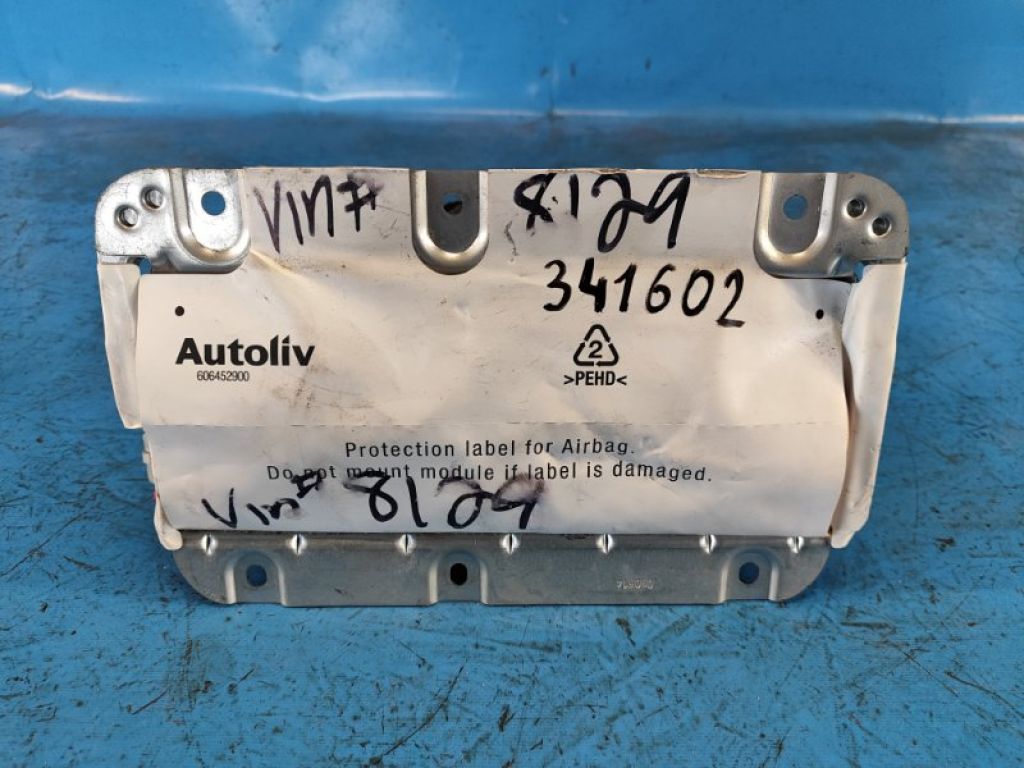 Vin# 8129
341602
Autoliv
606452900
2
>PEHD<
Protection label for Airbag.
Do not mount module if label is damaged.
Vin# 8129